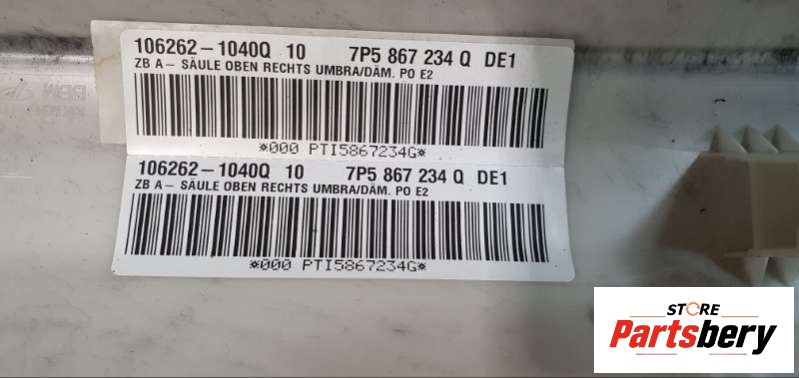 106262-1040Q 10 7P5 867 234 Q DE1
ZB A- SÄULE OBEN RECHTS UMBRA/DÄM. PO E2
*000 PTI5867234G*
106262-1040Q 10 7P5 867 234 Q DE1
ZB A- SÄULE OBEN RECHTS UMBRA/DÄM. PO E2
*000 PTI5867234G*
STORE
Partsbery